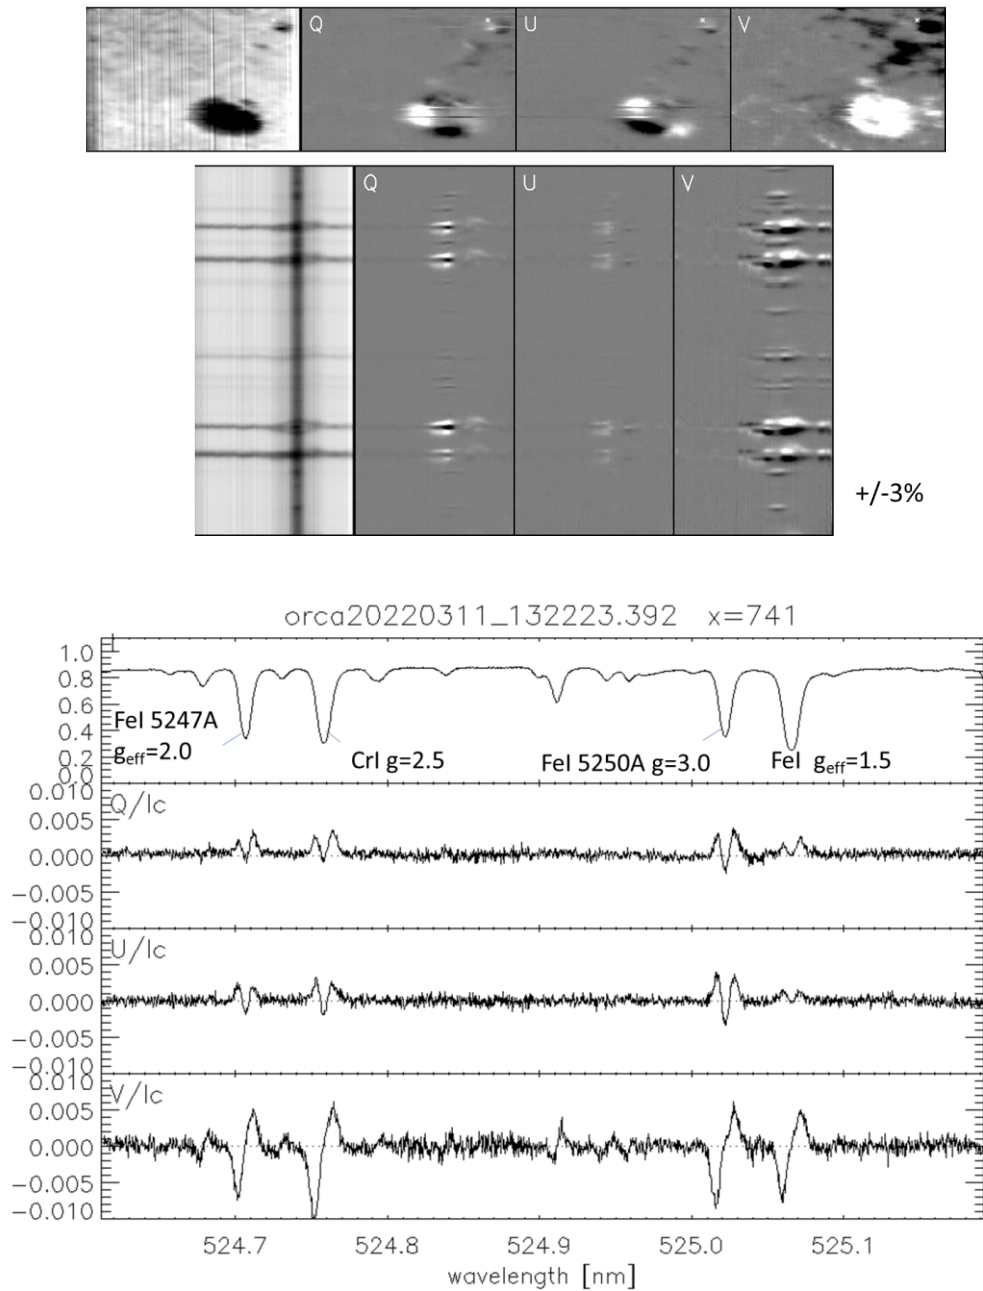 Q U V
Q U V
+/-3%
orca20220311_132223.392 x=741
1.0
0.8
0.6
0.4
0.2
0.0
FeI 5247A
geff=2.0
CrI g=2.5
FeI 5250A g=3.0
FeI geff=1.5
0.010
Q/Ic
0.005
0.000
−0.005
−0.010
0.010
U/Ic
0.005
0.000
−0.005
−0.010
0.010
V/Ic
0.005
0.000
−0.005
−0.010
524.7 524.8 524.9 525.0 525.1
wavelength [nm]